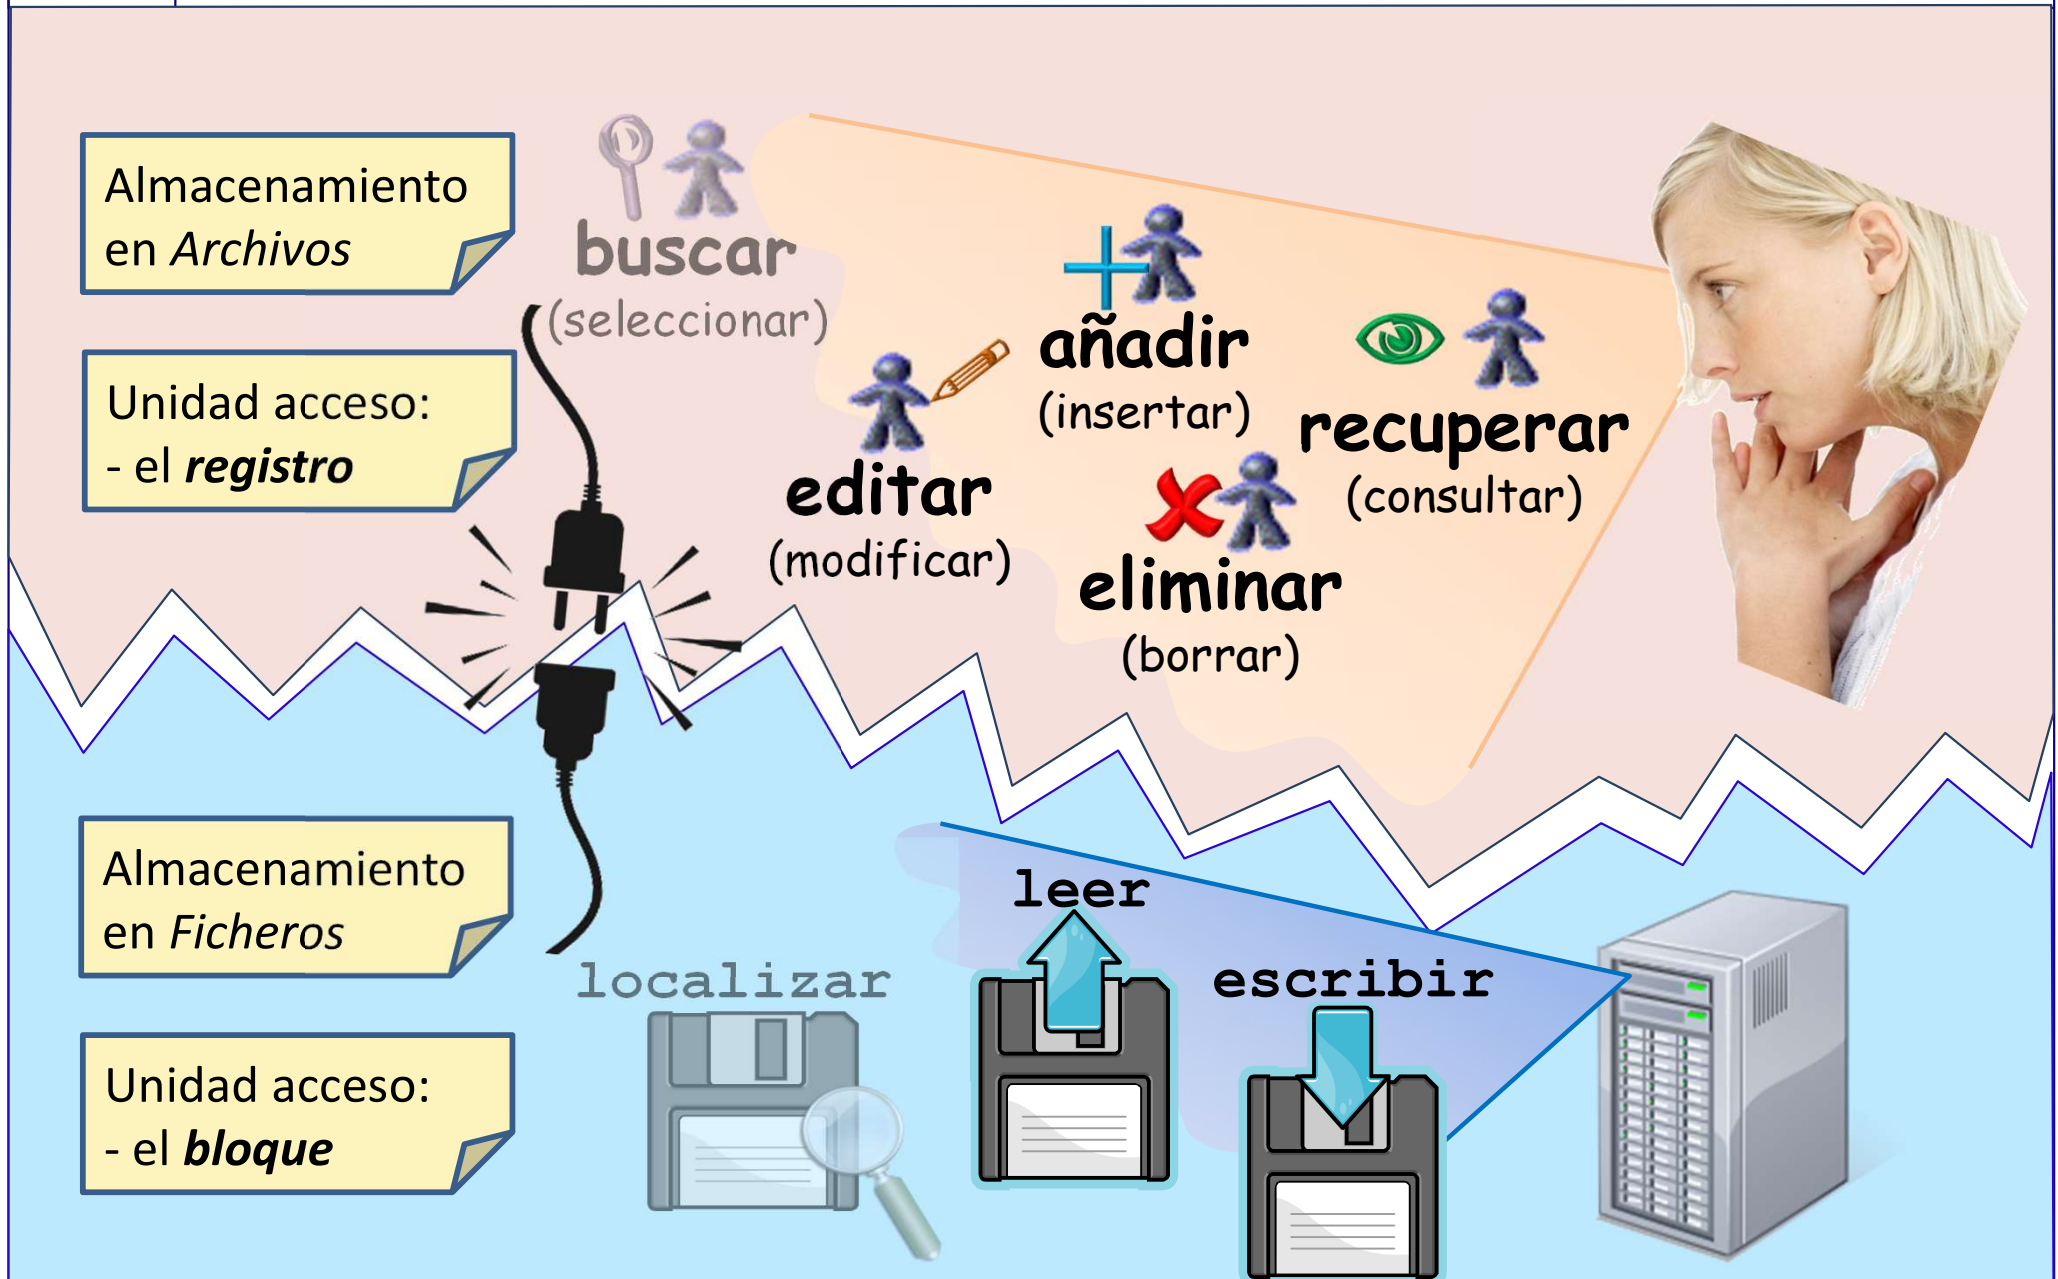 Almacenamiento
en Archivos
buscar
(seleccionar)
Unidad acceso:
- el registro
añadir
(insertar)
recuperar
(consultar)
editar
(modificar)
eliminar
(borrar)
Almacenamiento
en Ficheros
leer
localizar
escribir
Unidad acceso:
- el bloque